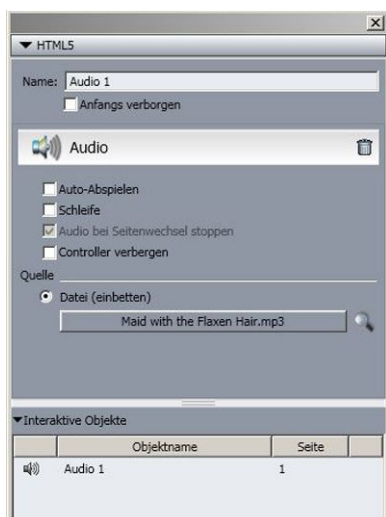 HTML5
Name: Audio 1
Anfangs verborgen
Audio
Auto-Abspielen
Schleife
Audio bei Seitenwechsel stoppen
Controller verbergen
Quelle
Datei (einbetten)
Maid with the Flaxen Hair.mp3
Interaktive Objekte
Objektname Seite
Audio 1 1